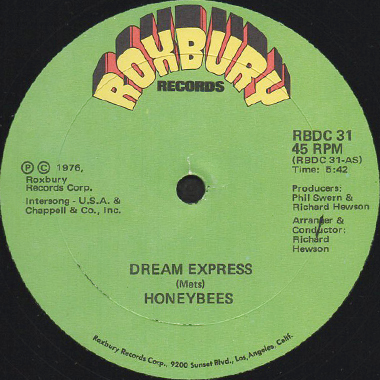 ROXBURY
RECORDS
RBDC 31
45 RPM
(RBDC 31-AS)
Time: 5:42
Ⓟ © 1976,
Roxbury
Records Corp.
Intersong - U.S.A. &
Chappell & Co., Inc.
Producers:
Phil Swern &
Richard Hewson
Arranger &
Conductor:
Richard
Hewson
DREAM EXPRESS
(Mets)
HONEYBEES
Roxbury Records Corp., 9200 Sunset Blvd., Los Angeles, Calif.